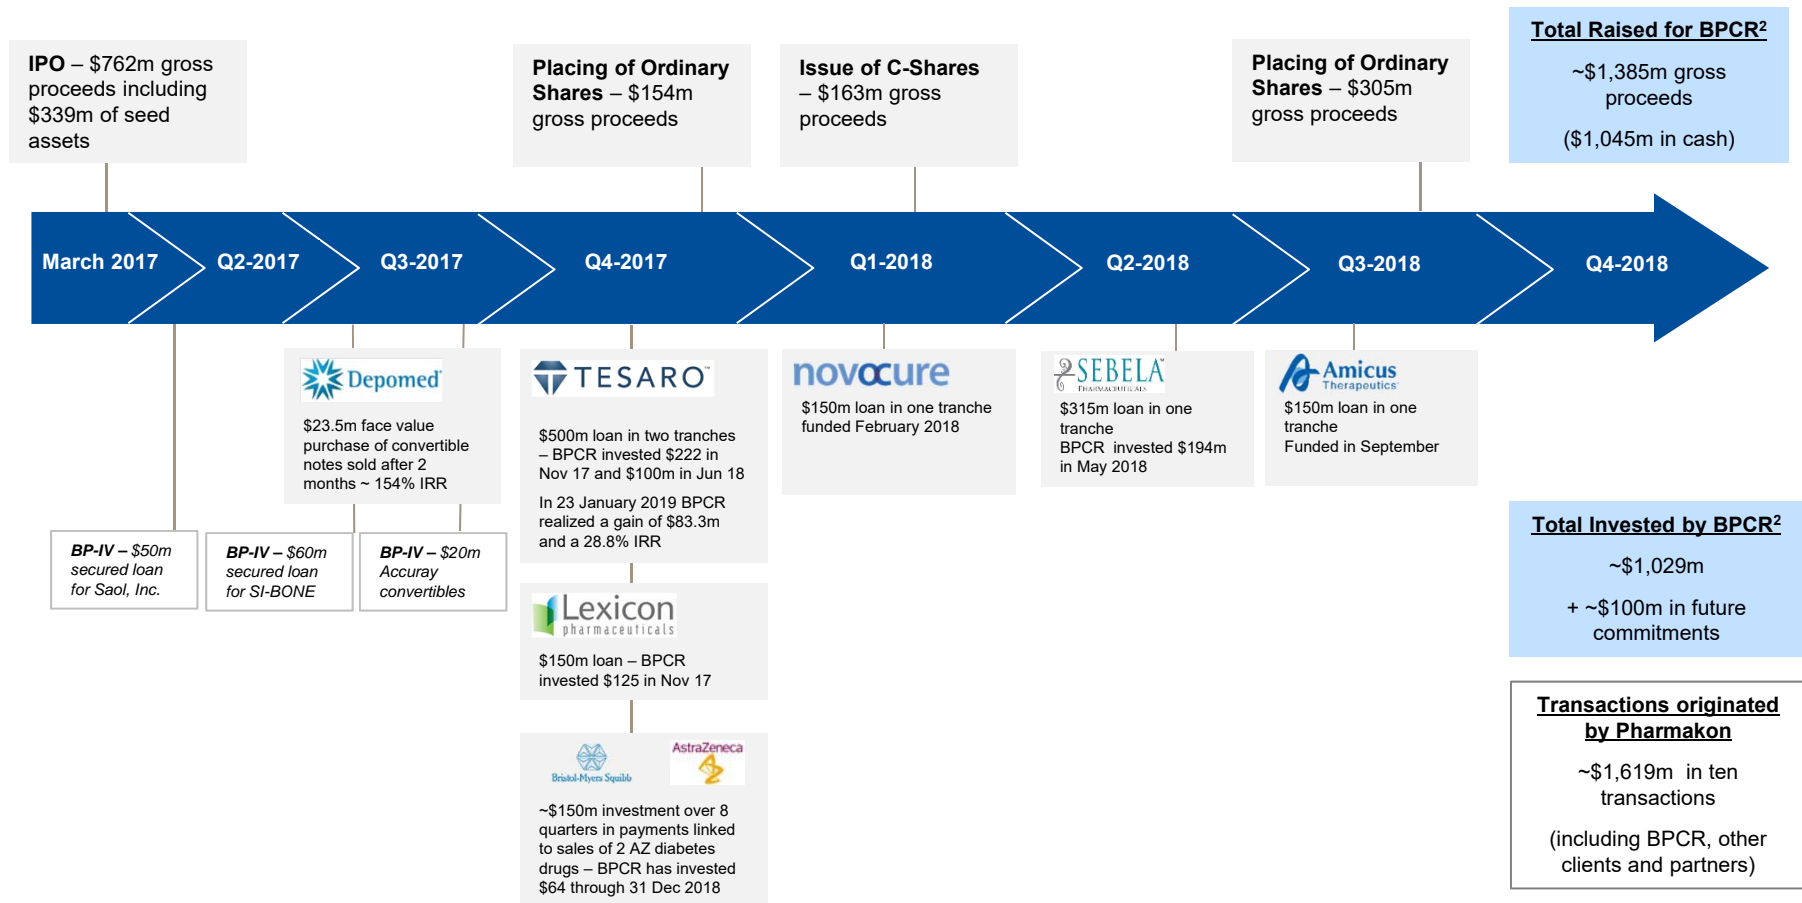 IPO – $762m gross
proceeds including
$339m of seed
assets
Placing of Ordinary
Shares – $154m
gross proceeds
Issue of C-Shares
– $163m gross
proceeds
Placing of Ordinary
Shares – $305m
gross proceeds
Total Raised for BPCR²
~$1,385m gross
proceeds
($1,045m in cash)
March 2017
Q2-2017
Q3-2017
Q4-2017
Q1-2018
Q2-2018
Q3-2018
Q4-2018
Depomed
$23.5m face value
purchase of convertible
notes sold after 2
months ~ 154% IRR
BP-IV – $50m
secured loan
for Saol, Inc.
BP-IV – $60m
secured loan
for SI-BONE
BP-IV – $20m
Accuray
convertibles
TESARO™
$500m loan in two tranches
– BPCR invested $222 in
Nov 17 and $100m in Jun 18
In 23 January 2019 BPCR
realized a gain of $83.3m
and a 28.8% IRR
Lexicon
pharmaceuticals
$150m loan – BPCR
invested $125 in Nov 17
Bristol-Myers Squibb
AstraZeneca
~$150m investment over 8
quarters in payments linked
to sales of 2 AZ diabetes
drugs – BPCR has invested
$64 through 31 Dec 2018
novocure
$150m loan in one tranche
funded February 2018
SEBELA™
PHARMACEUTICALS
$315m loan in one
tranche
BPCR invested $194m
in May 2018
Amicus
Therapeutics
$150m loan in one
tranche
Funded in September
Total Invested by BPCR²
~$1,029m
+ ~$100m in future
commitments
Transactions originated
by Pharmakon
~$1,619m in ten
transactions
(including BPCR, other
clients and partners)